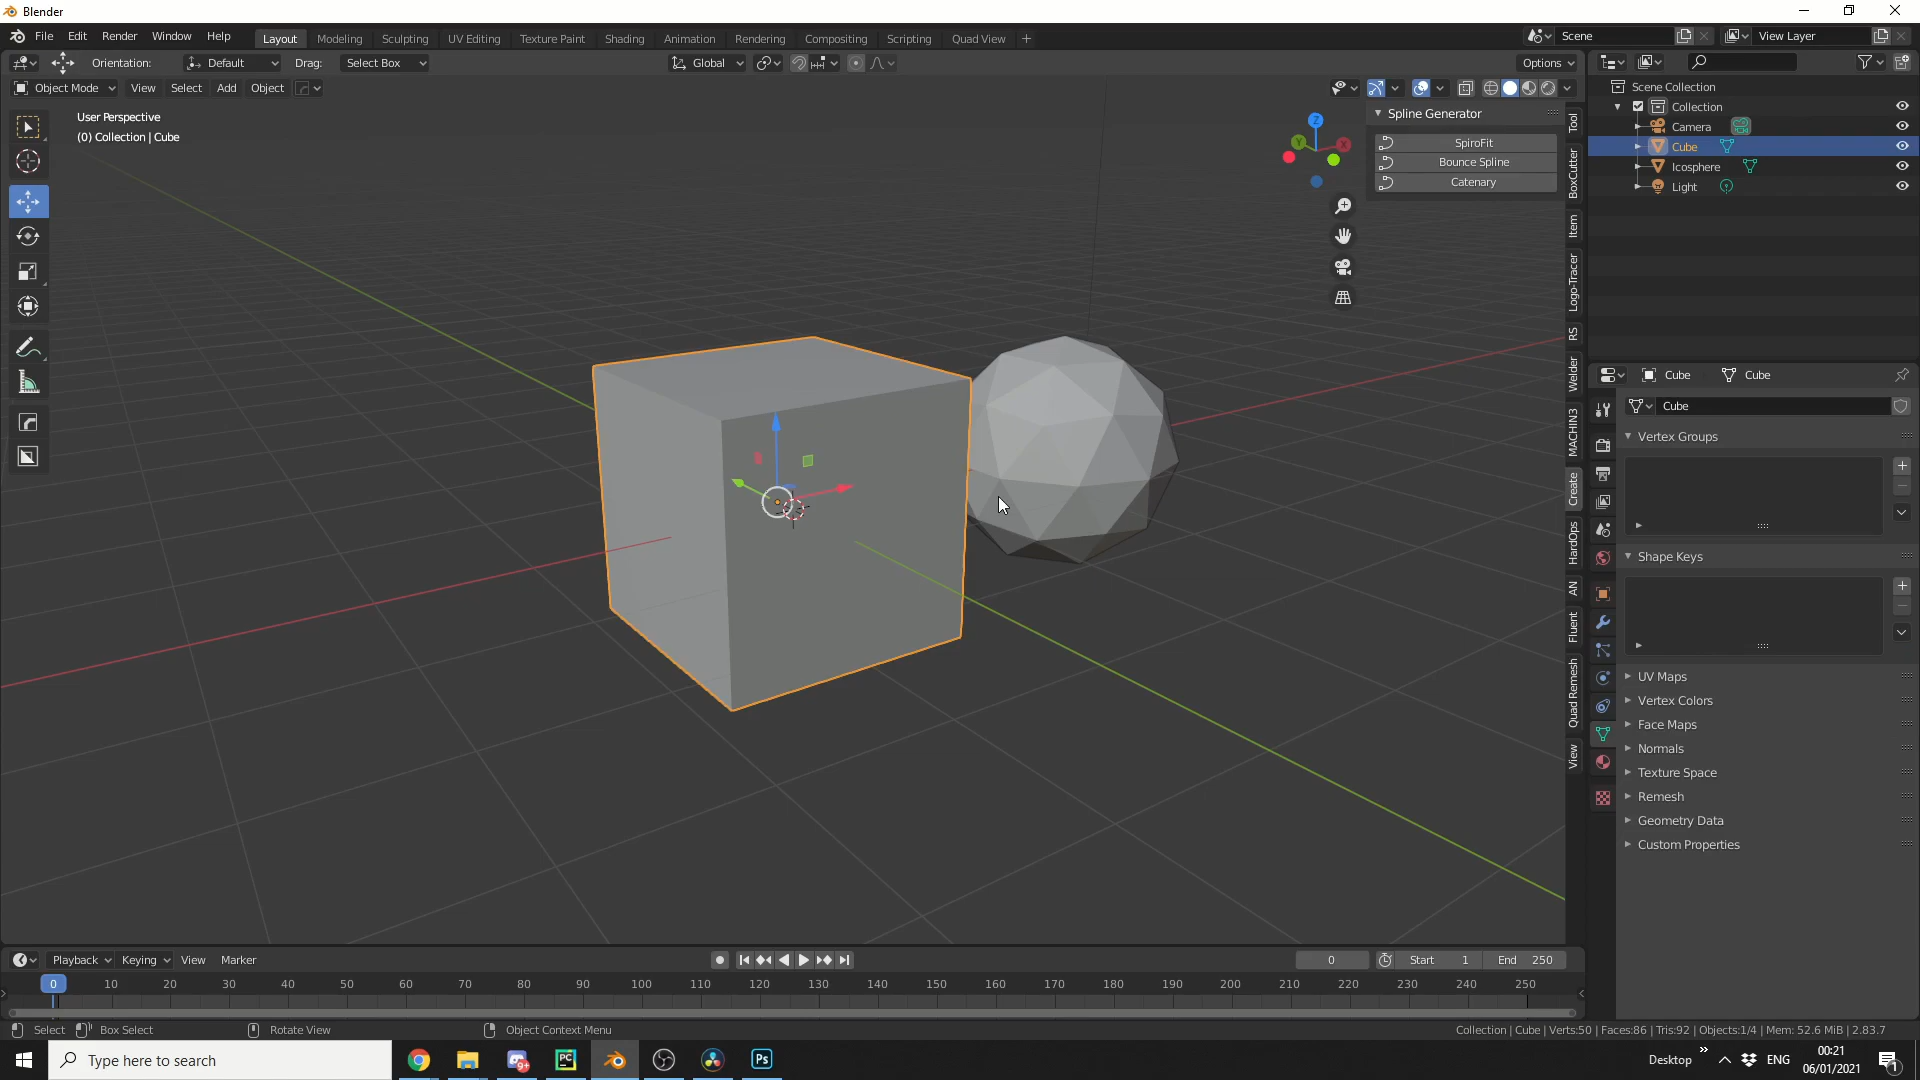 Blender
File Edit Render Window Help
Layout Modeling Sculpting UV Editing Texture Paint Shading Animation Rendering Compositing Scripting Quad View +
Scene
View Layer
Orientation: Default Drag: Select Box
Global
Options
Object Mode View Select Add Object
User Perspective
(0) Collection | Cube
Z
Y
X
Spline Generator
SpiroFit
Bounce Spline
Catenary
Tool
BoxCutter
Item
Logo-Tracer
RS
Welder
MACHIN3
Create
HardOps
AN
Fluent
Quad Remesh
View
Scene Collection
Collection
Camera
Cube
Icosphere
Light
Cube Cube
Cube
Vertex Groups
Shape Keys
UV Maps
Vertex Colors
Face Maps
Normals
Texture Space
Remesh
Geometry Data
Custom Properties
Playback Keying View Marker
0
Start 1
End 250
0 10 20 30 40 50 60 70 80 90 100 110 120 130 140 150 160 170 180 190 200 210 220 230 240 250
Select Box Select Rotate View Object Context Menu
Collection | Cube | Verts:50 | Faces:86 | Tris:92 | Objects:1/4 | Mem: 52.6 MiB | 2.83.7
Type here to search
PC
Ps
Desktop
ENG
00:21
06/01/2021
1